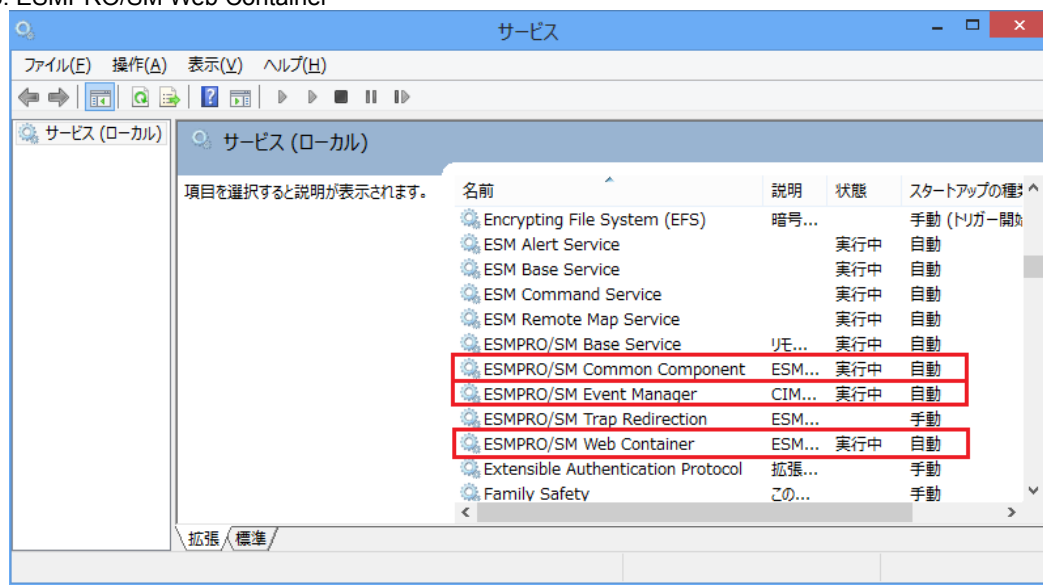 ESMPRO/SM Web Container
サービス
ファイル(F) 操作(A) 表示(V) ヘルプ(H)
サービス (ローカル)
サービス (ローカル)
項目を選択すると説明が表示されます。
名前 説明 状態 スタートアップの種類
Encrypting File System (EFS) 暗号... 手動 (トリガー開始
ESM Alert Service 実行中 自動
ESM Base Service 実行中 自動
ESM Command Service 実行中 自動
ESM Remote Map Service 実行中 自動
ESMPRO/SM Base Service リモ... 実行中 自動
ESMPRO/SM Common Component ESM... 実行中 自動
ESMPRO/SM Event Manager CIM... 実行中 自動
ESMPRO/SM Trap Redirection ESM... 手動
ESMPRO/SM Web Container ESM... 実行中 自動
Extensible Authentication Protocol 拡張... 手動
Family Safety この... 手動
拡張 標準